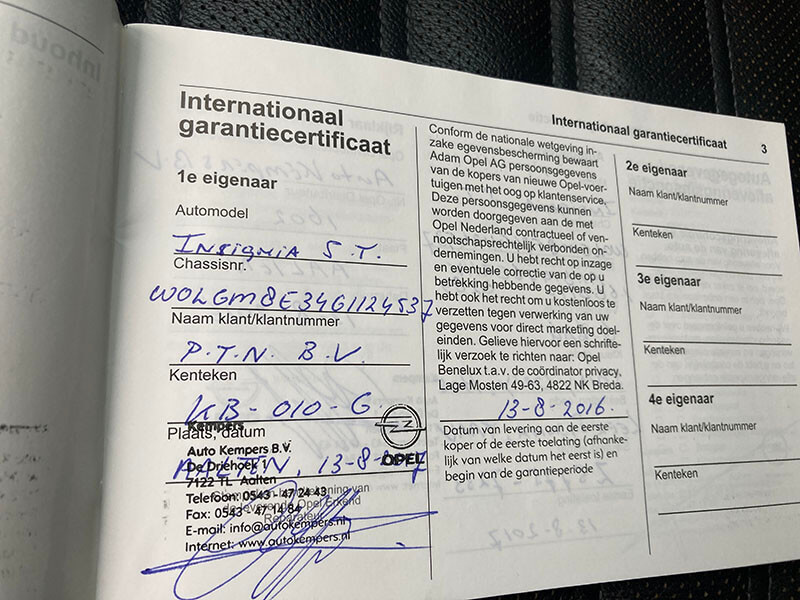 Inhoud
Internationaal garantiecertificaat 3
Internationaal
garantiecertificaat
1e eigenaar
Automodel
INSIGNIA S.T.
Chassisnr.
W0LGM8E34G1124537
Naam klant/klantnummer
P.T.N. B.V.
Kenteken
KB-010-G
Plaats, datum
AALTEN, 13-8-2017
Kempers
Auto Kempers B.V.
De Driehoek 1
7122 TL Aalten
Telefoon: 0543 - 47 24 43
Fax: 0543 - 47 14 84
E-mail: info@autokempers.nl
Internet: www.autokempers.nl
OPEL
Conform de nationale wetgeving in-
zake egevensbescherming bewaart
Adam Opel AG persoonsgegevens
van de kopers van nieuwe Opel-voer-
tuigen met het oog op klantenservice.
Deze persoonsgegevens kunnen
worden doorgegeven aan de met
Opel Nederland contractueel of ven-
nootschapsrechtelijk verbonden on-
dernemingen. U hebt recht op inzage
en eventuele correctie van de op u
betrekking hebbende gegevens. U
hebt ook het recht om u kostenloos te
verzetten tegen verwerking van uw
gegevens voor direct marketing doel-
einden. Gelieve hiervoor een schrifte-
lijk verzoek te richten naar: Opel
Benelux t.a.v. de coördinator privacy,
Lage Mosten 49-63, 4822 NK Breda.
13-8-2016.
Datum van levering aan de eerste
koper of de eerste toelating (afhanke-
lijk van welke datum het eerst is) en
begin van de garantieperiode
2e eigenaar
Naam klant/klantnummer
Kenteken
3e eigenaar
Naam klant/klantnummer
Kenteken
4e eigenaar
Naam klant/klantnummer
Kenteken